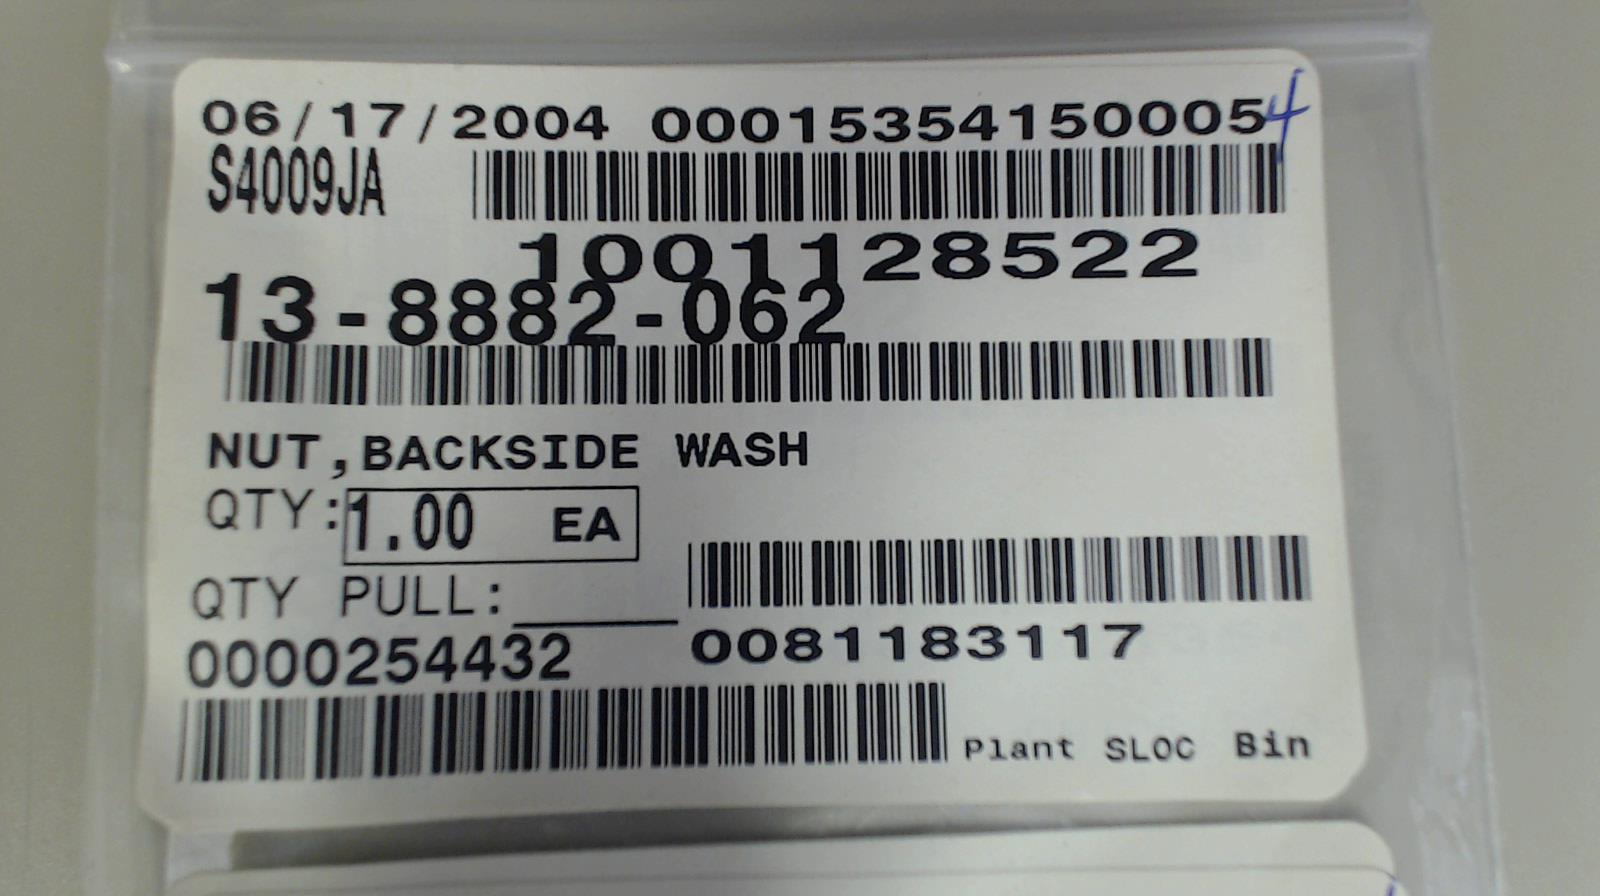 06/17/2004 000153541500054
S4009JA
1001128522
13-8882-062
NUT,BACKSIDE WASH
QTY: 1.00 EA
QTY PULL:
0000254432 0081183117
Plant SLOC Bin